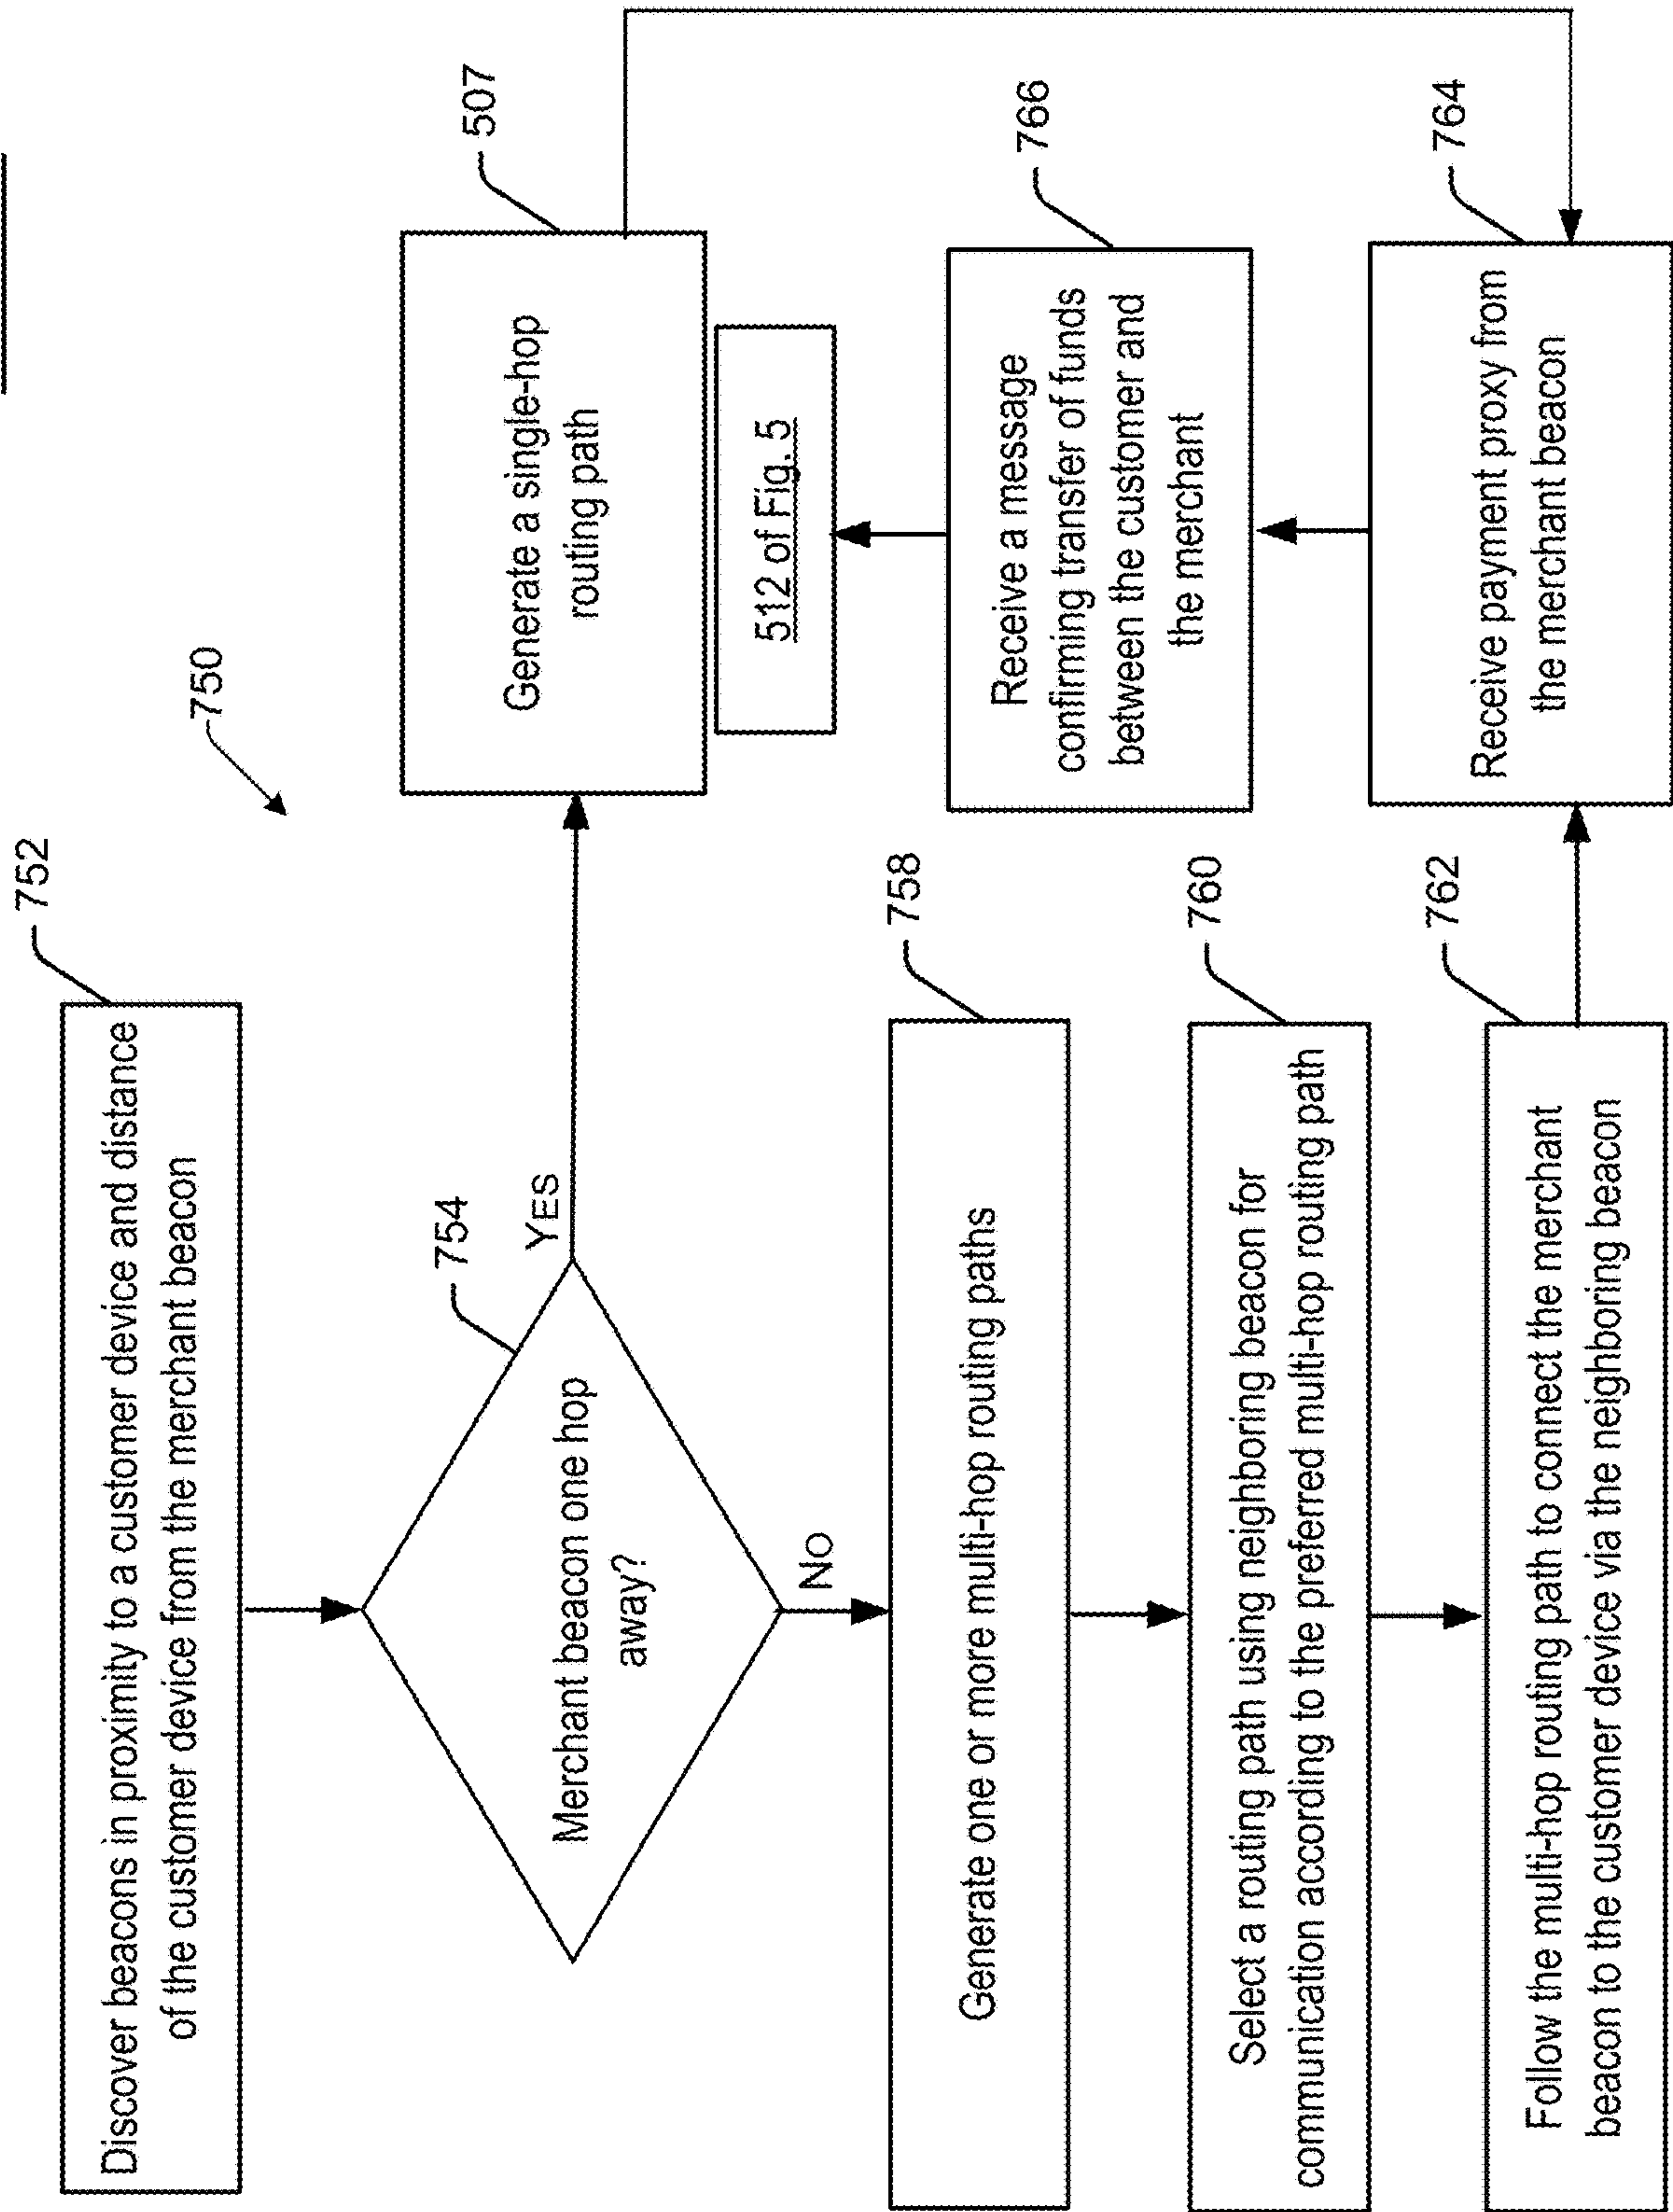 750
752
Discover beacons in proximity to a customer device and distance
of the customer device from the merchant beacon
754
Merchant beacon one hop
away?
YES
NO
507
Generate a single-hop
routing path
512 of Fig. 5
758
Generate one or more multi-hop routing paths
766
Receive a message
confirming transfer of funds
between the customer and
the merchant
760
Select a routing path using neighboring beacon for
communication according to the preferred multi-hop routing path
762
Follow the multi-hop routing path to connect the merchant
beacon to the customer device via the neighboring beacon
764
Receive payment proxy from
the merchant beacon